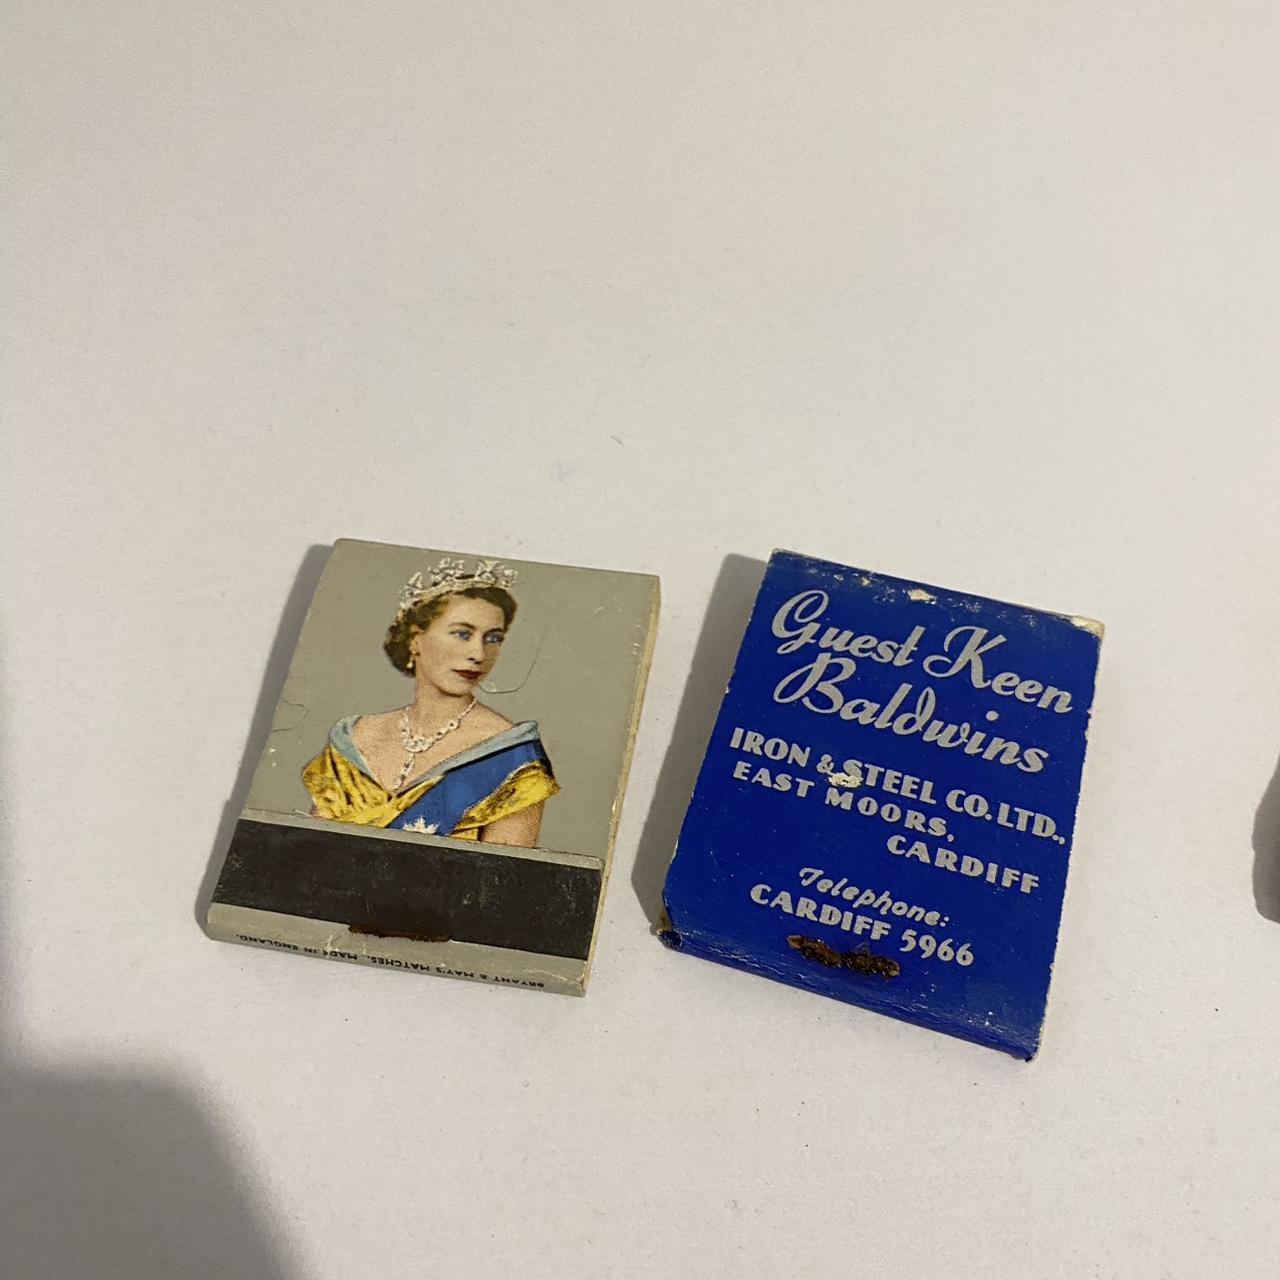 BRYANT & MAY'S MATCHES. MADE IN ENGLAND.
Guest Keen
Baldwins
IRON & STEEL CO. LTD.,
EAST MOORS,
CARDIFF
Telephone:
CARDIFF 5966